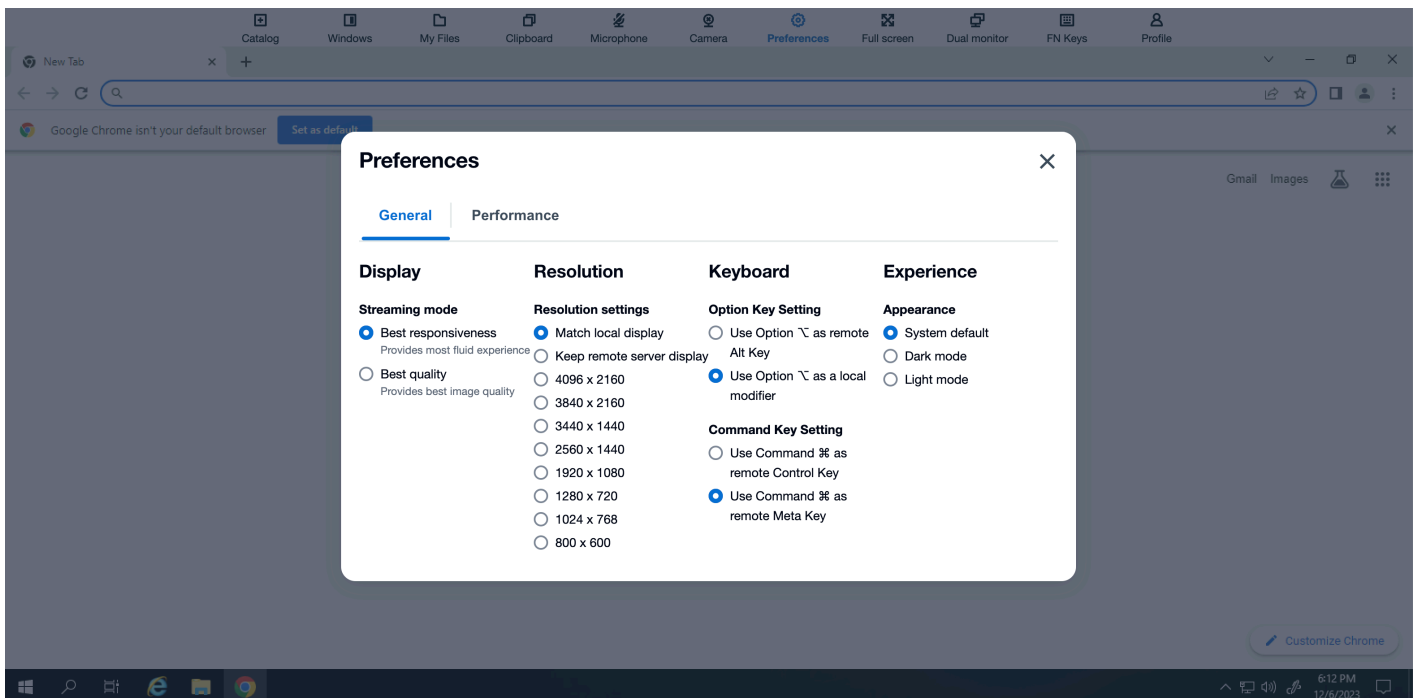 Catalog
Windows
My Files
Clipboard
Microphone
Camera
Preferences
Full screen
Dual monitor
FN Keys
Profile
New Tab
Google Chrome isn't your default browser
Set as default
Gmail
Images
Preferences
General
Performance
Display
Streaming mode
Best responsiveness
Provides most fluid experience
Best quality
Provides best image quality
Resolution
Resolution settings
Match local display
Keep remote server display
4096 x 2160
3840 x 2160
3440 x 1440
2560 x 1440
1920 x 1080
1280 x 720
1024 x 768
800 x 600
Keyboard
Option Key Setting
Use Option ⌥ as remote
Alt Key
Use Option ⌥ as a local
modifier
Command Key Setting
Use Command ⌘ as
remote Control Key
Use Command ⌘ as
remote Meta Key
Experience
Appearance
System default
Dark mode
Light mode
Customize Chrome
6:12 PM
12/6/2023